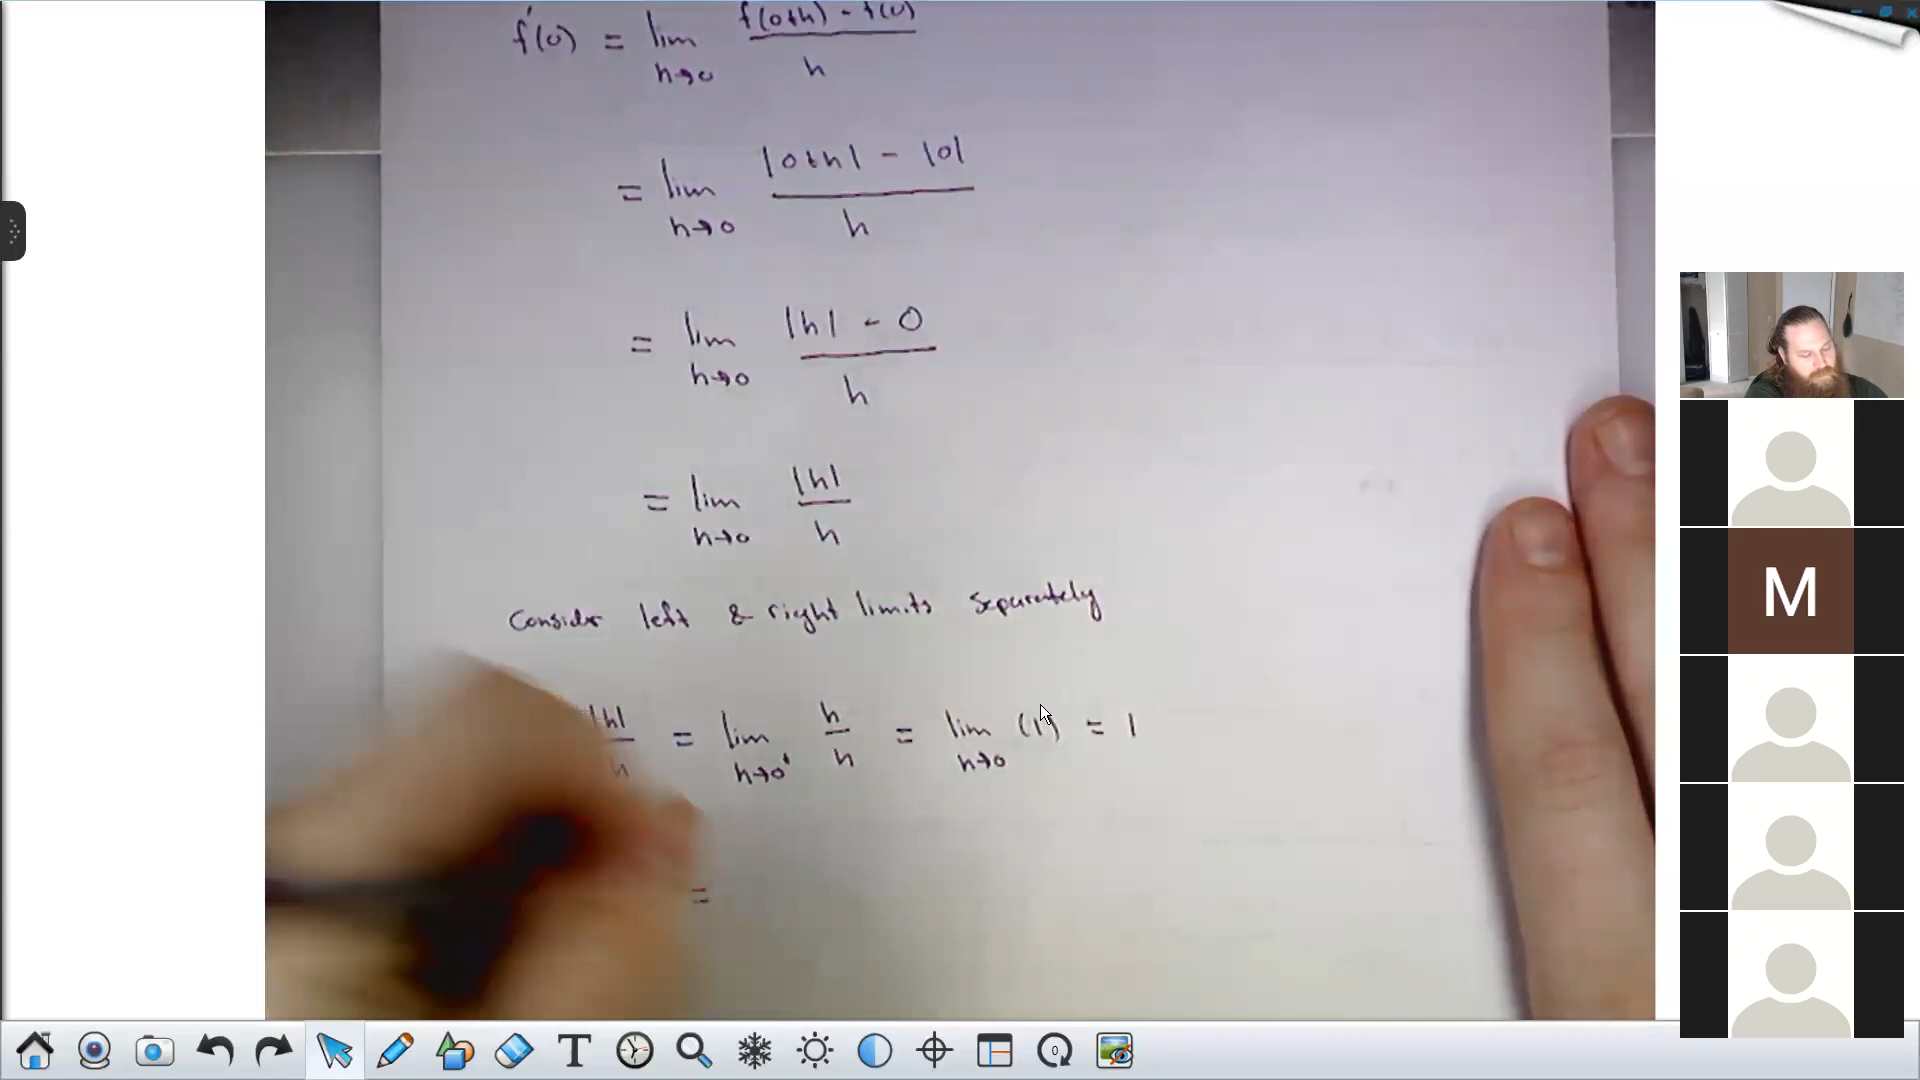 f'(0) = lim h→0 f(0+h) - f(0) / h
= lim h→0 |0+h| - |0| / h
= lim h→0 |h| - 0 / h
= lim h→0 |h| / h
Consider left & right limits separately
|h| / h = lim h→0⁺ h / h = lim h→0 (1) = 1
=
M
T
0